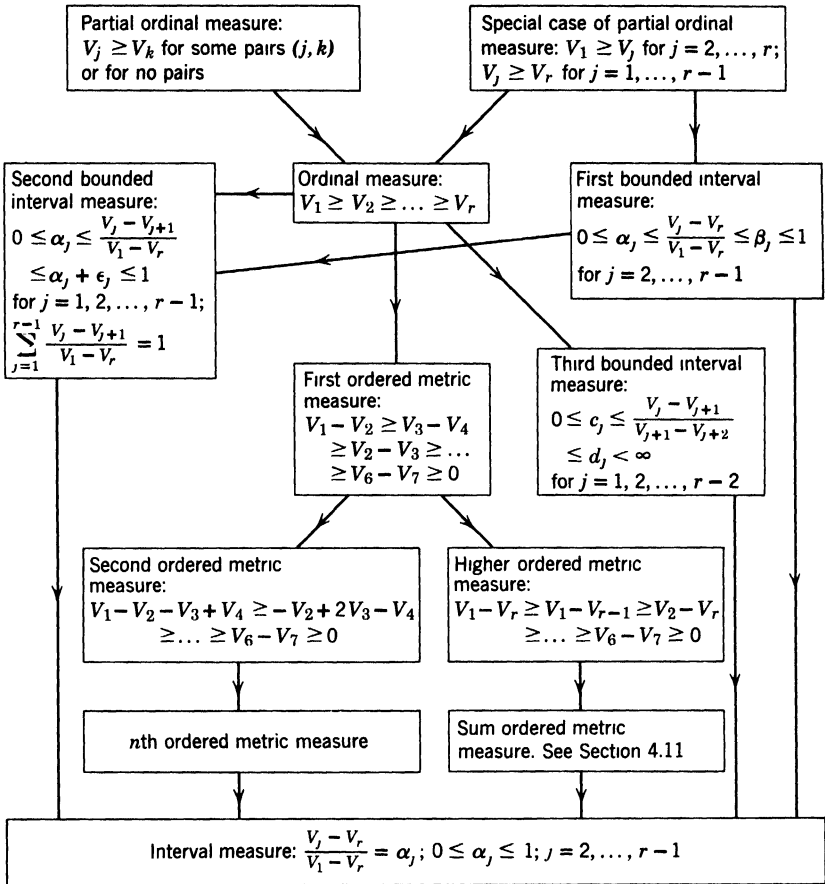 Partial ordinal measure:
V_j ≥ V_k for some pairs (j, k)
or for no pairs
Special case of partial ordinal
measure: V_1 ≥ V_j for j = 2, ..., r;
V_j ≥ V_r for j = 1, ..., r − 1
Second bounded
interval measure:
0 ≤ α_j ≤ (V_j − V_{j+1})/(V_1 − V_r)
≤ α_j + ϵ_j ≤ 1
for j = 1, 2, ..., r − 1;
∑_{j=1}^{r−1} (V_j − V_{j+1})/(V_1 − V_r) = 1
Ordinal measure:
V_1 ≥ V_2 ≥ ... ≥ V_r
First bounded interval
measure:
0 ≤ α_j ≤ (V_j − V_r)/(V_1 − V_r) ≤ β_j ≤ 1
for j = 2, ..., r − 1
First ordered metric
measure:
V_1 − V_2 ≥ V_3 − V_4
≥ V_2 − V_3 ≥ ...
≥ V_6 − V_7 ≥ 0
Third bounded interval
measure:
0 ≤ c_j ≤ (V_j − V_{j+1})/(V_{j+1} − V_{j+2})
≤ d_j < ∞
for j = 1, 2, ..., r − 2
Second ordered metric
measure:
V_1 − V_2 − V_3 + V_4 ≥ −V_2 + 2V_3 − V_4
≥ ... ≥ V_6 − V_7 ≥ 0
Higher ordered metric
measure:
V_1 − V_r ≥ V_1 − V_{r−1} ≥ V_2 − V_r
≥ ... ≥ V_6 − V_7 ≥ 0
nth ordered metric measure
Sum ordered metric
measure. See Section 4.11
Interval measure: (V_j − V_r)/(V_1 − V_r) = α_j; 0 ≤ α_j ≤ 1; j = 2, ..., r − 1